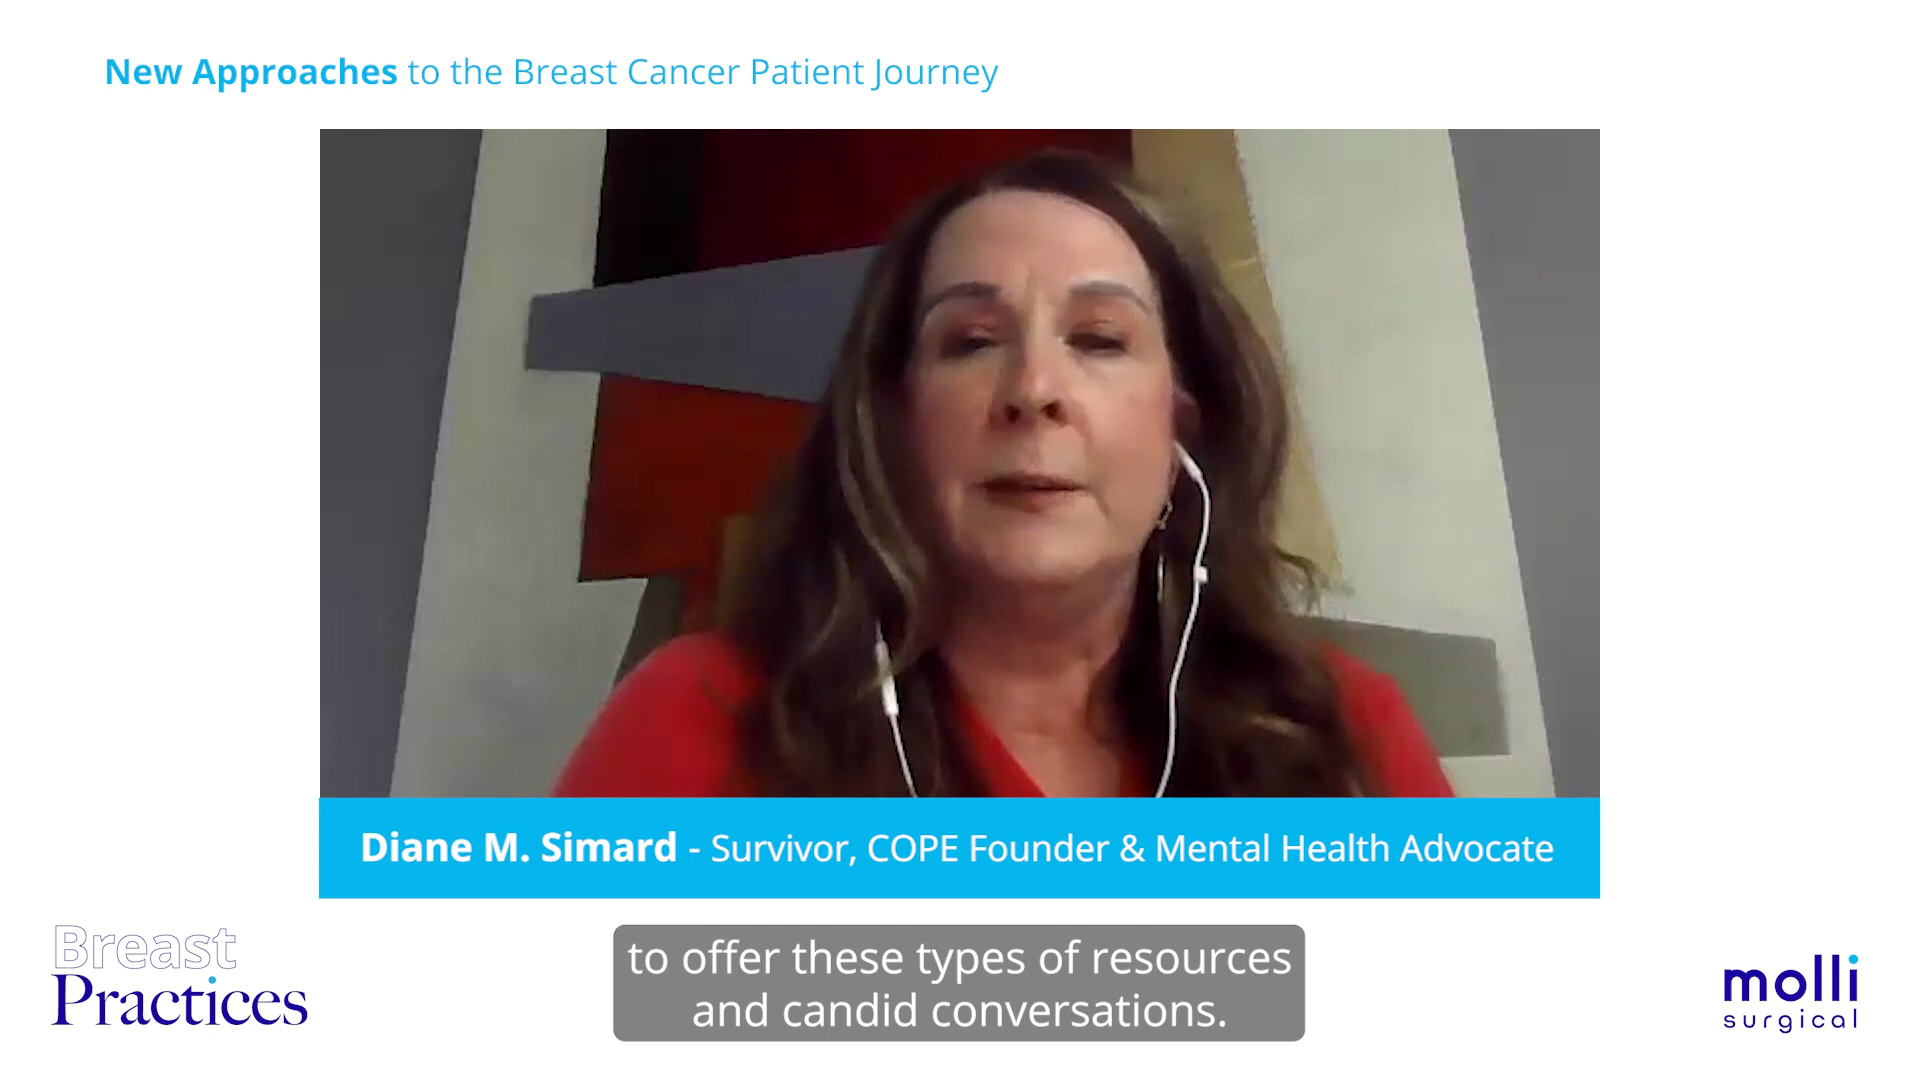 New Approaches to the Breast Cancer Patient Journey
Diane M. Simard - Survivor, COPE Founder & Mental Health Advocate
to offer these types of resources
and candid conversations.
Breast
Practices
molli
surgical